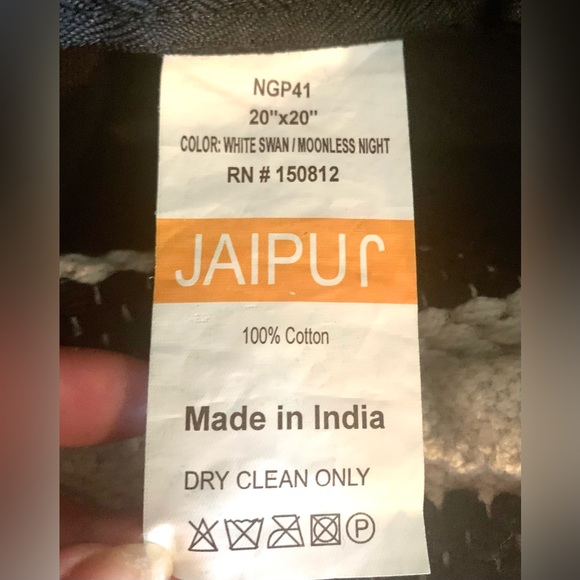 NGP41
20"x20"
COLOR: WHITE SWAN / MOONLESS NIGHT
RN # 150812
JAIPUr
100% Cotton
Made in India
DRY CLEAN ONLY
P